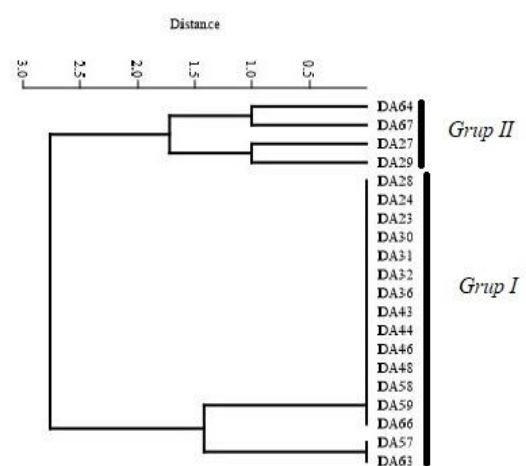 Distance
3.0 2.5 2.0 1.5 1.0 0.5
DA64
DA67
DA27
DA29
Grup II
DA28
DA24
DA23
DA30
DA31
DA32
DA36
DA43
DA44
DA46
DA48
DA58
DA59
DA66
DA57
DA63
Grup I